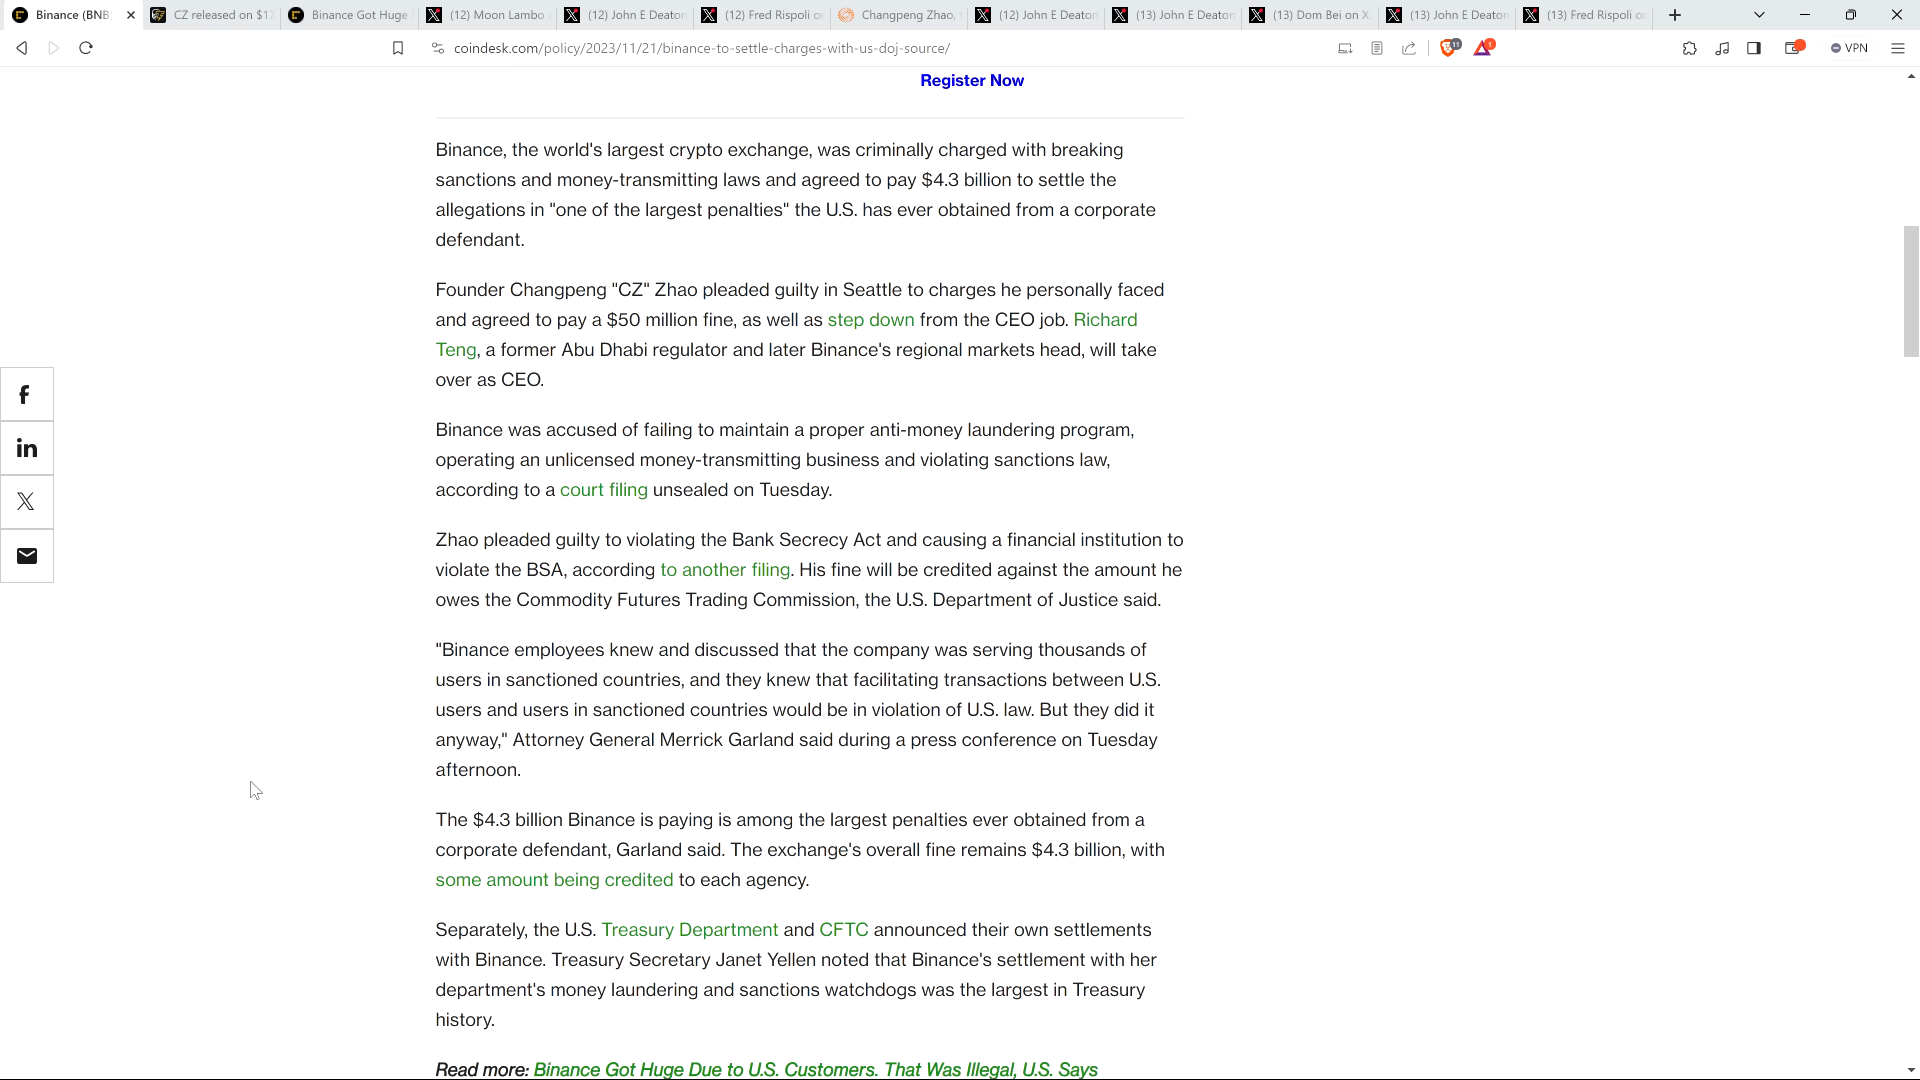 Binance (BNB
CZ released on $17
Binance Got Huge
(12) Moon Lambo
(12) John E Deaton
(12) Fred Rispoli on
Changpeng Zhao,
(12) John E Deaton
(13) John E Deaton
(13) Dom Bei on X
(13) John E Deaton
(13) Fred Rispoli on
coindesk.com/policy/2023/11/21/binance-to-settle-charges-with-us-doj-source/
11
1
VPN
Register Now
Binance, the world's largest crypto exchange, was criminally charged with breaking
sanctions and money-transmitting laws and agreed to pay $4.3 billion to settle the
allegations in "one of the largest penalties" the U.S. has ever obtained from a corporate
defendant.
Founder Changpeng "CZ" Zhao pleaded guilty in Seattle to charges he personally faced
and agreed to pay a $50 million fine, as well as step down from the CEO job. Richard
Teng, a former Abu Dhabi regulator and later Binance's regional markets head, will take
over as CEO.
Binance was accused of failing to maintain a proper anti-money laundering program,
operating an unlicensed money-transmitting business and violating sanctions law,
according to a court filing unsealed on Tuesday.
Zhao pleaded guilty to violating the Bank Secrecy Act and causing a financial institution to
violate the BSA, according to another filing. His fine will be credited against the amount he
owes the Commodity Futures Trading Commission, the U.S. Department of Justice said.
"Binance employees knew and discussed that the company was serving thousands of
users in sanctioned countries, and they knew that facilitating transactions between U.S.
users and users in sanctioned countries would be in violation of U.S. law. But they did it
anyway," Attorney General Merrick Garland said during a press conference on Tuesday
afternoon.
The $4.3 billion Binance is paying is among the largest penalties ever obtained from a
corporate defendant, Garland said. The exchange's overall fine remains $4.3 billion, with
some amount being credited to each agency.
Separately, the U.S. Treasury Department and CFTC announced their own settlements
with Binance. Treasury Secretary Janet Yellen noted that Binance's settlement with her
department's money laundering and sanctions watchdogs was the largest in Treasury
history.
Read more: Binance Got Huge Due to U.S. Customers. That Was Illegal, U.S. Says